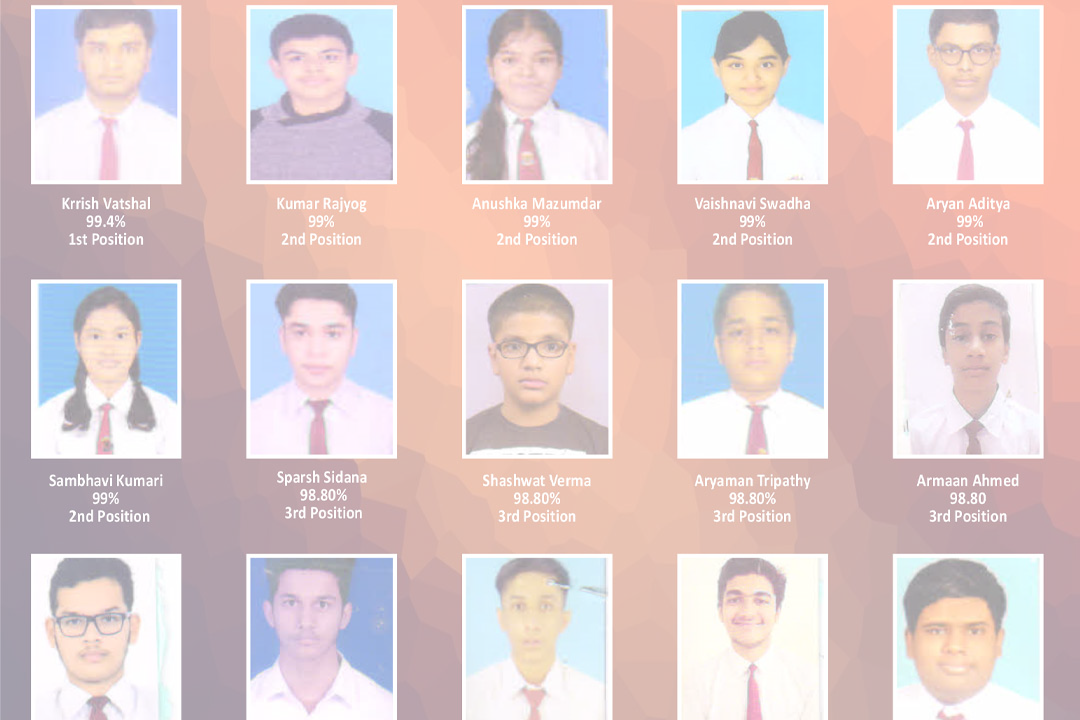 Krrish Vatshal
99.4%
1st Position
Kumar Rajyog
99%
2nd Position
Anushka Mazumdar
99%
2nd Position
Vaishnavi Swadha
99%
2nd Position
Aryan Aditya
99%
2nd Position
Sambhavi Kumari
99%
2nd Position
Sparsh Sidana
98.80%
3rd Position
Shashwat Verma
98.80%
3rd Position
Aryaman Tripathy
98.80%
3rd Position
Armaan Ahmed
98.80
3rd Position